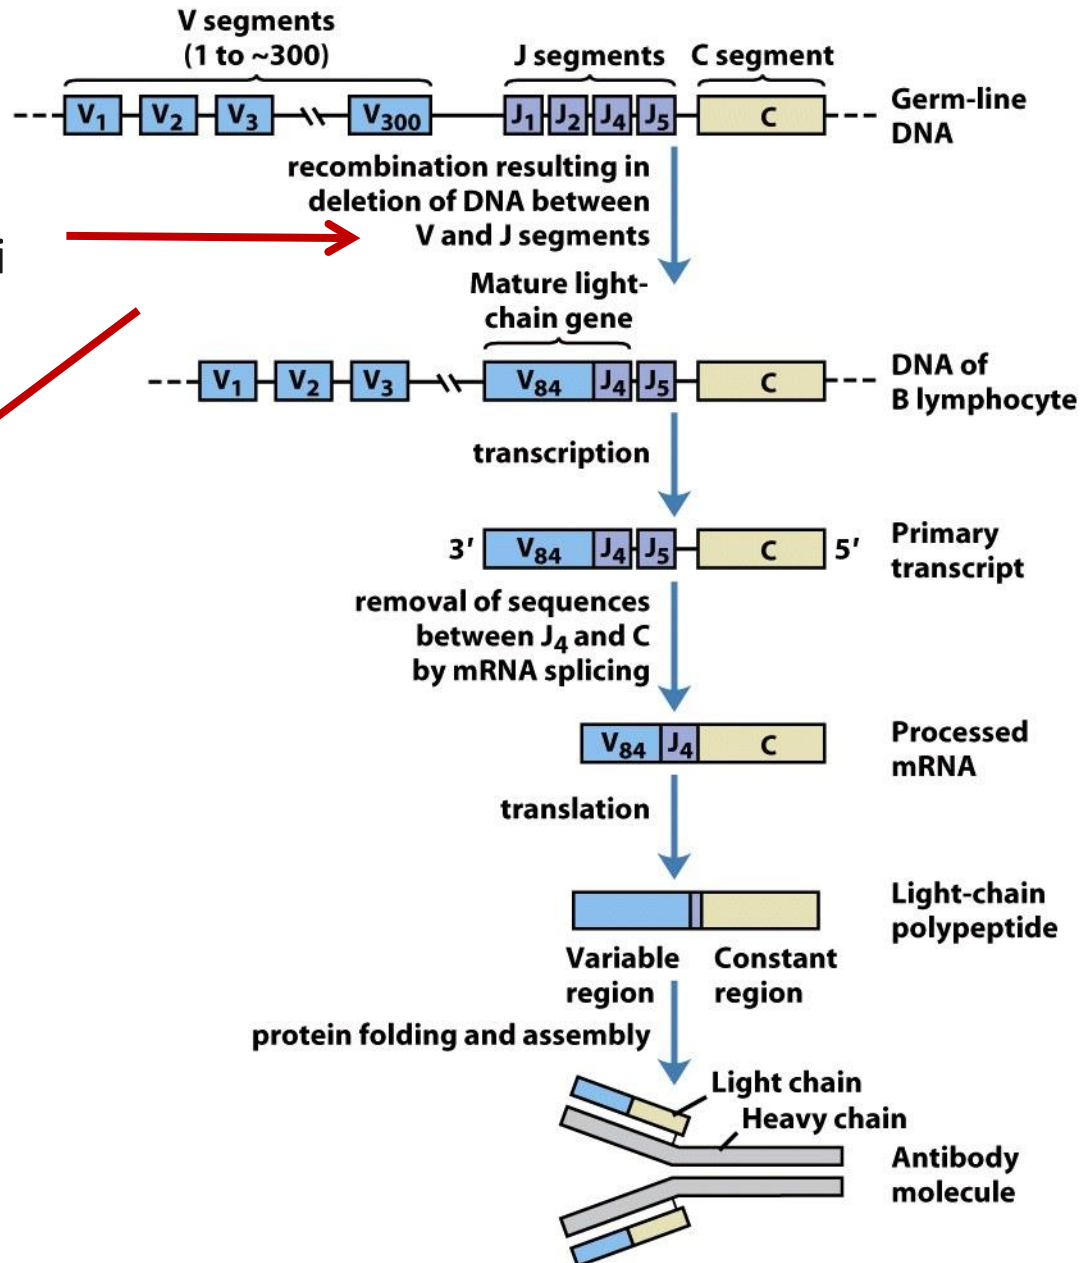 V segments
(1 to ~300)
J segments
C segment
V1 V2 V3 V300 J1 J2 J4 J5 C
Germ-line
DNA
recombination resulting in
deletion of DNA between
V and J segments
i
Mature light-
chain gene
V1 V2 V3 V84 J4 J5 C
DNA of
B lymphocyte
transcription
3′ V84 J4 J5 C 5′
Primary
transcript
removal of sequences
between J4 and C
by mRNA splicing
V84 J4 C
Processed
mRNA
translation
Light-chain
polypeptide
Variable
region
Constant
region
protein folding and assembly
Light chain
Heavy chain
Antibody
molecule